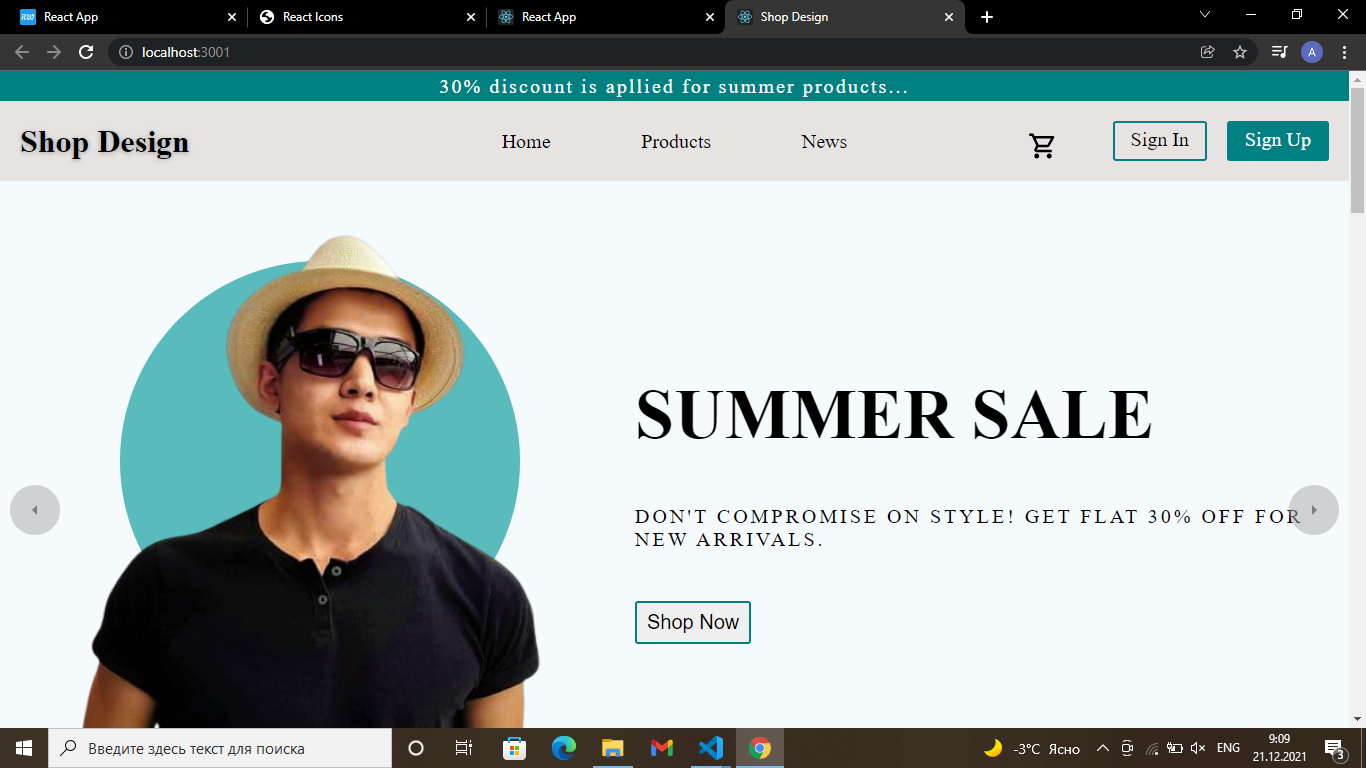 React App
React Icons
React App
Shop Design
localhost:3001
A
30% discount is apllied for summer products...
Shop Design
Home
Products
News
Sign In
Sign Up
SUMMER SALE
DON'T COMPROMISE ON STYLE! GET FLAT 30% OFF FOR
NEW ARRIVALS.
Shop Now
Введите здесь текст для поиска
-3°C Ясно
ENG
9:09
21.12.2021
3